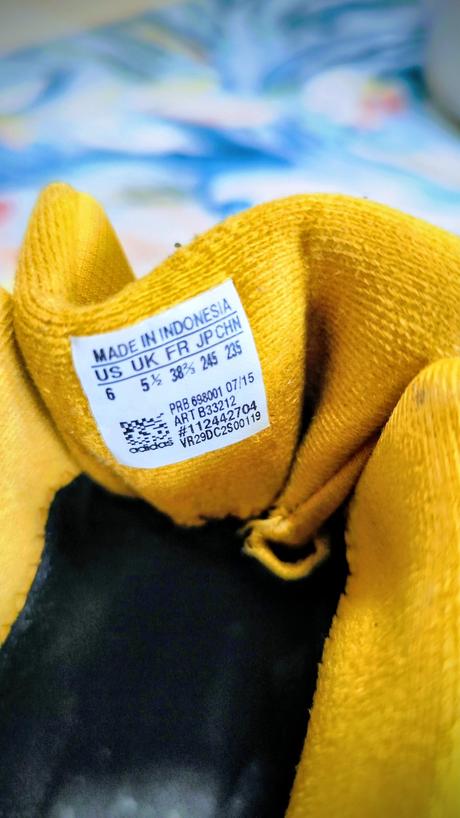 MADE IN INDONESIA
US UK FR JP CHN
6 5½ 38⅔ 245 235
PRB 698001 07/15
ART B33212
#112442704
VR29DC2S00119
adidas